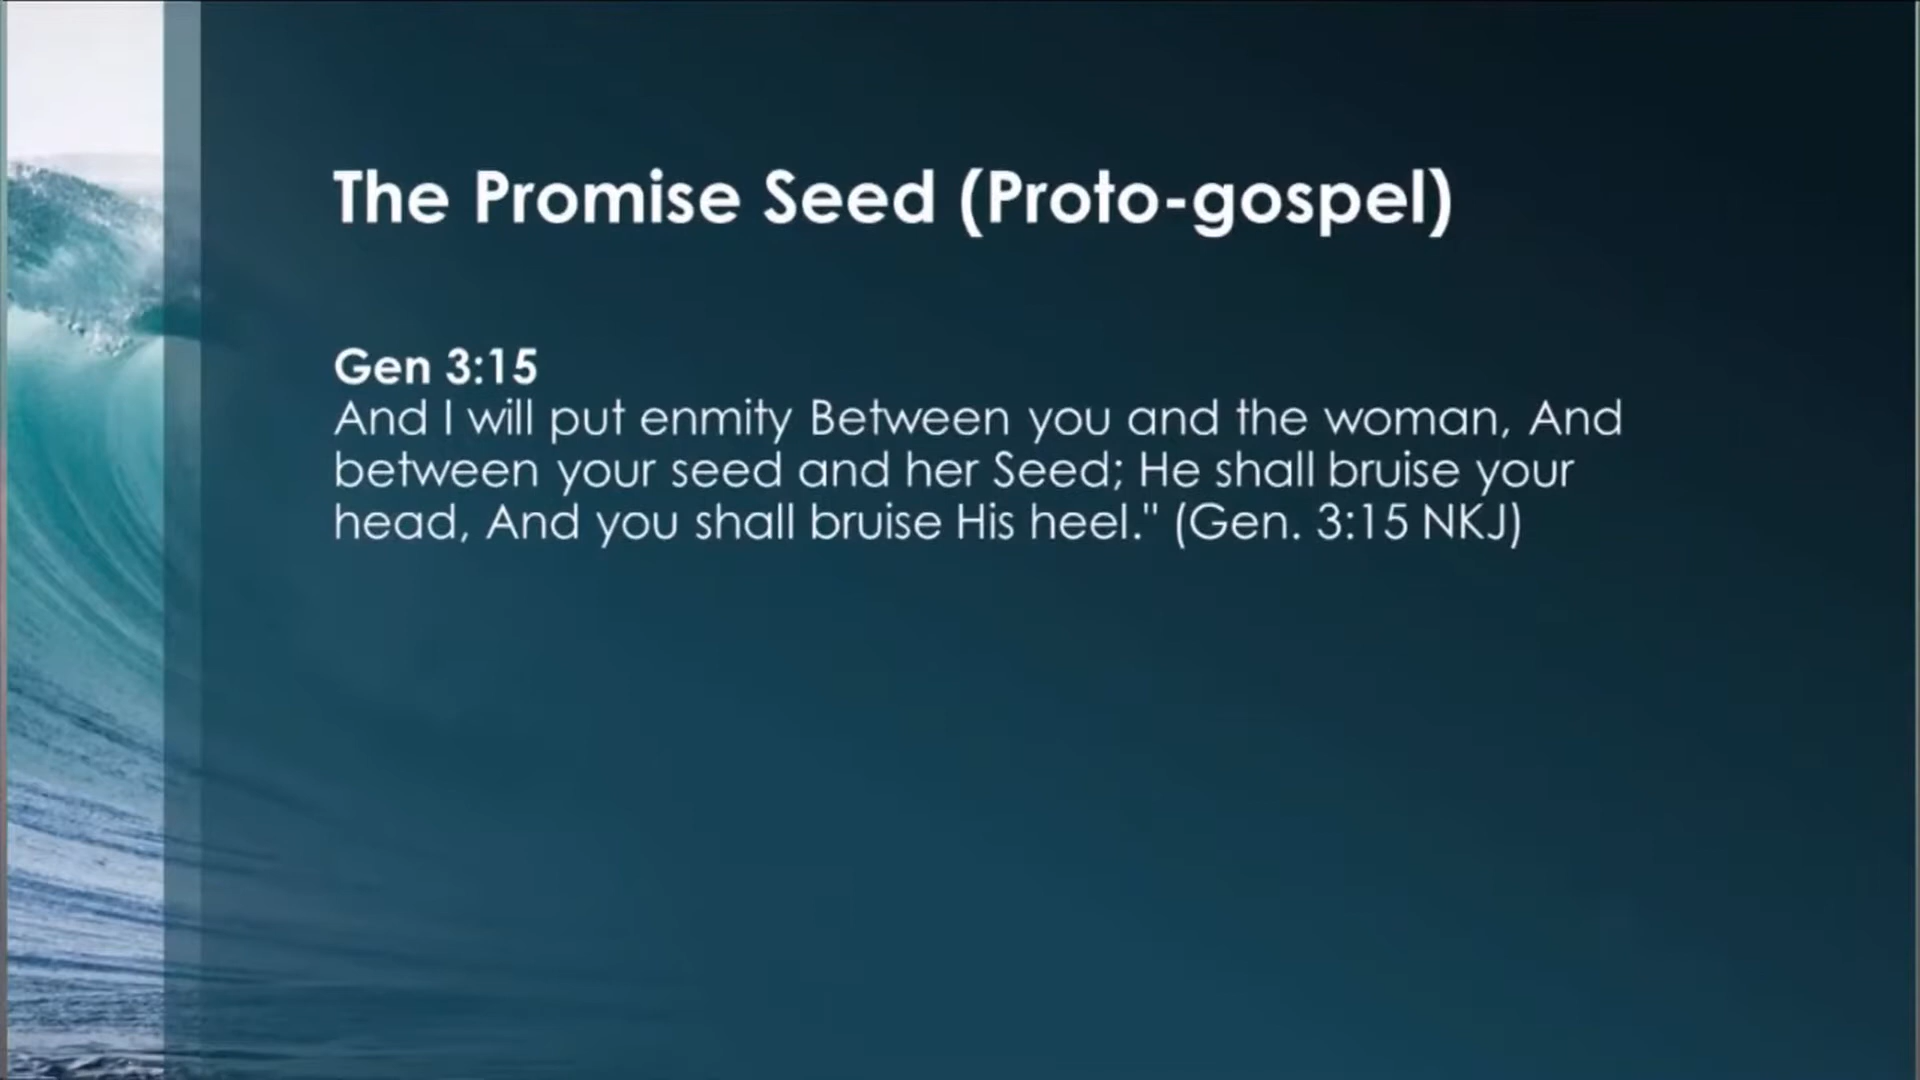 The Promise Seed (Proto-gospel)
Gen 3:15
And I will put enmity Between you and the woman, And
between your seed and her Seed; He shall bruise your
head, And you shall bruise His heel." (Gen. 3:15 NKJ)